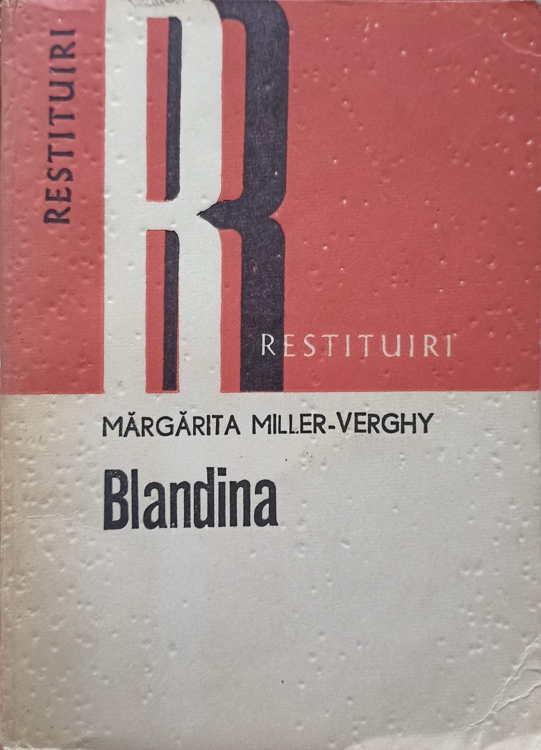 RESTITUIRI
R
RESTITUIRI
MĂRGĂRITA MILLER-VERGHY
Blandina